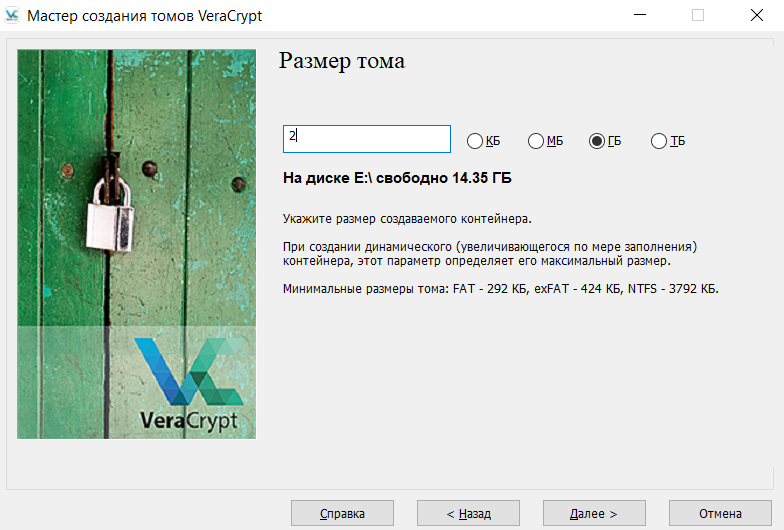 Мастер создания томов VeraCrypt
Размер тома
2
КБ
МБ
ГБ
ТБ
На диске E:\ свободно 14.35 ГБ
Укажите размер создаваемого контейнера.
При создании динамического (увеличивающегося по мере заполнения)
контейнера, этот параметр определяет его максимальный размер.
Минимальные размеры тома: FAT - 292 КБ, exFAT - 424 КБ, NTFS - 3792 КБ.
VeraCrypt
Справка
< Назад
Далее >
Отмена